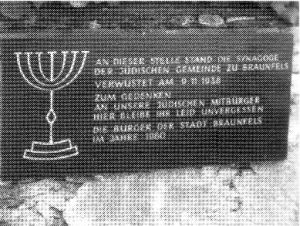 AN DIESER STELLE STAND DIE SYNAGOGE
DER JÜDISCHEN GEMEINDE ZU BRAUNFELS
VERWÜSTET AM 9.11.1938
ZUM GEDENKEN
AN UNSERE JÜDISCHEN MITBÜRGER
HIER BLEIBE IHR LEID UNVERGESSEN
DIE BÜRGER DER STADT BRAUNFELS
IM JAHRE 1980